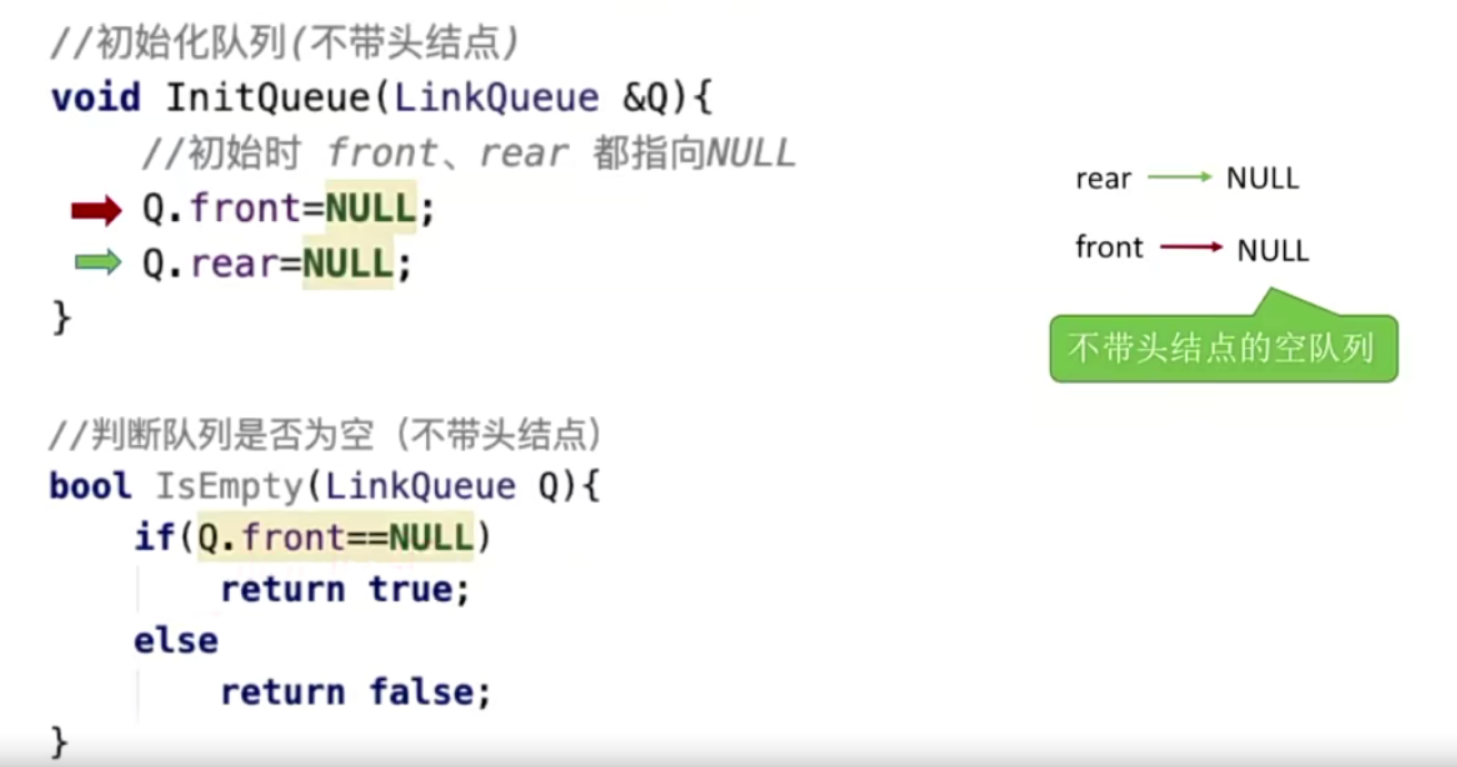 //初始化队列(不带头结点)
void InitQueue(LinkQueue &Q){
//初始时 front、rear 都指向NULL
Q.front=NULL;
Q.rear=NULL;
}
rear NULL
front NULL
不带头结点的空队列
//判断队列是否为空（不带头结点）
bool IsEmpty(LinkQueue Q){
if(Q.front==NULL)
return true;
else
return false;
}